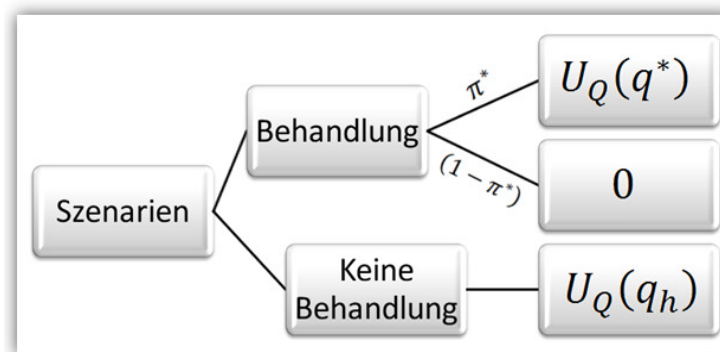 Szenarien
Behandlung
π*
(1 − π*)
U_Q(q*)
0
Keine
Behandlung
U_Q(q_h)